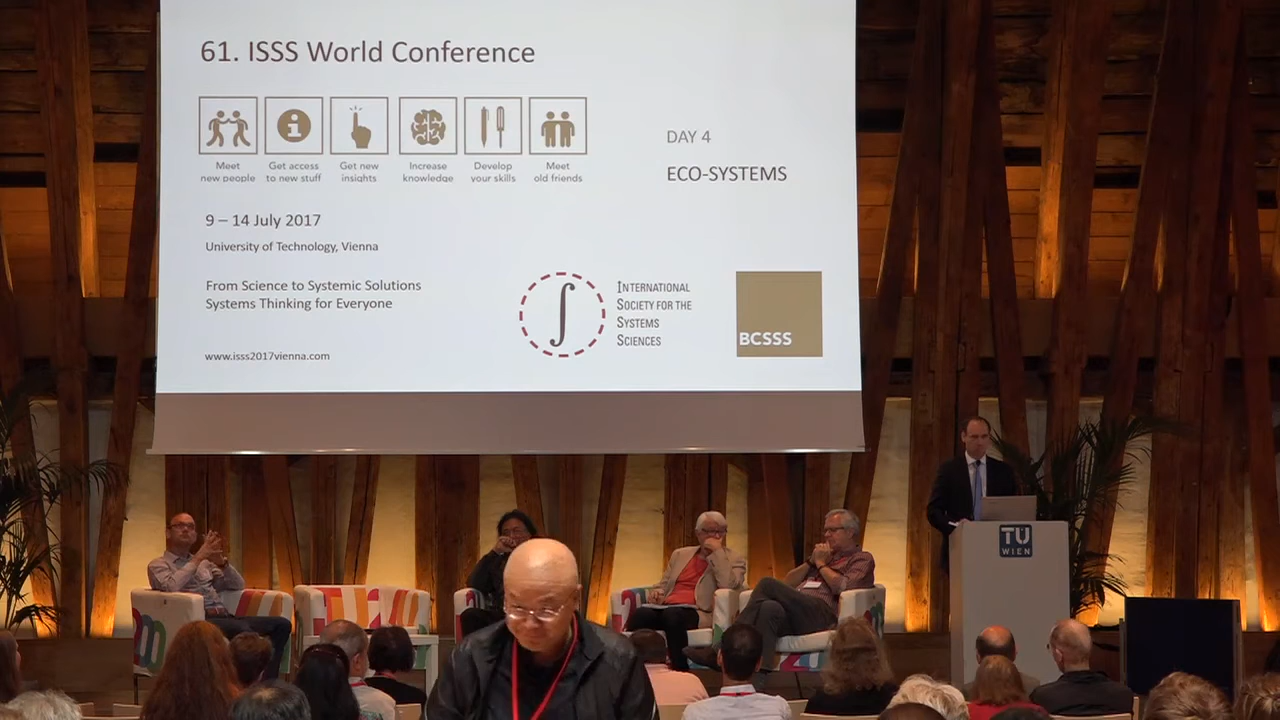 61. ISSS World Conference
Meet
new people
Get access
to new stuff
Get new
insights
Increase
knowledge
Develop
your skills
Meet
old friends
DAY 4
ECO-SYSTEMS
9 – 14 July 2017
University of Technology, Vienna
From Science to Systemic Solutions
Systems Thinking for Everyone
www.isss2017vienna.com
INTERNATIONAL
SOCIETY FOR THE
SYSTEMS
SCIENCES
BCSSS
TU
WIEN